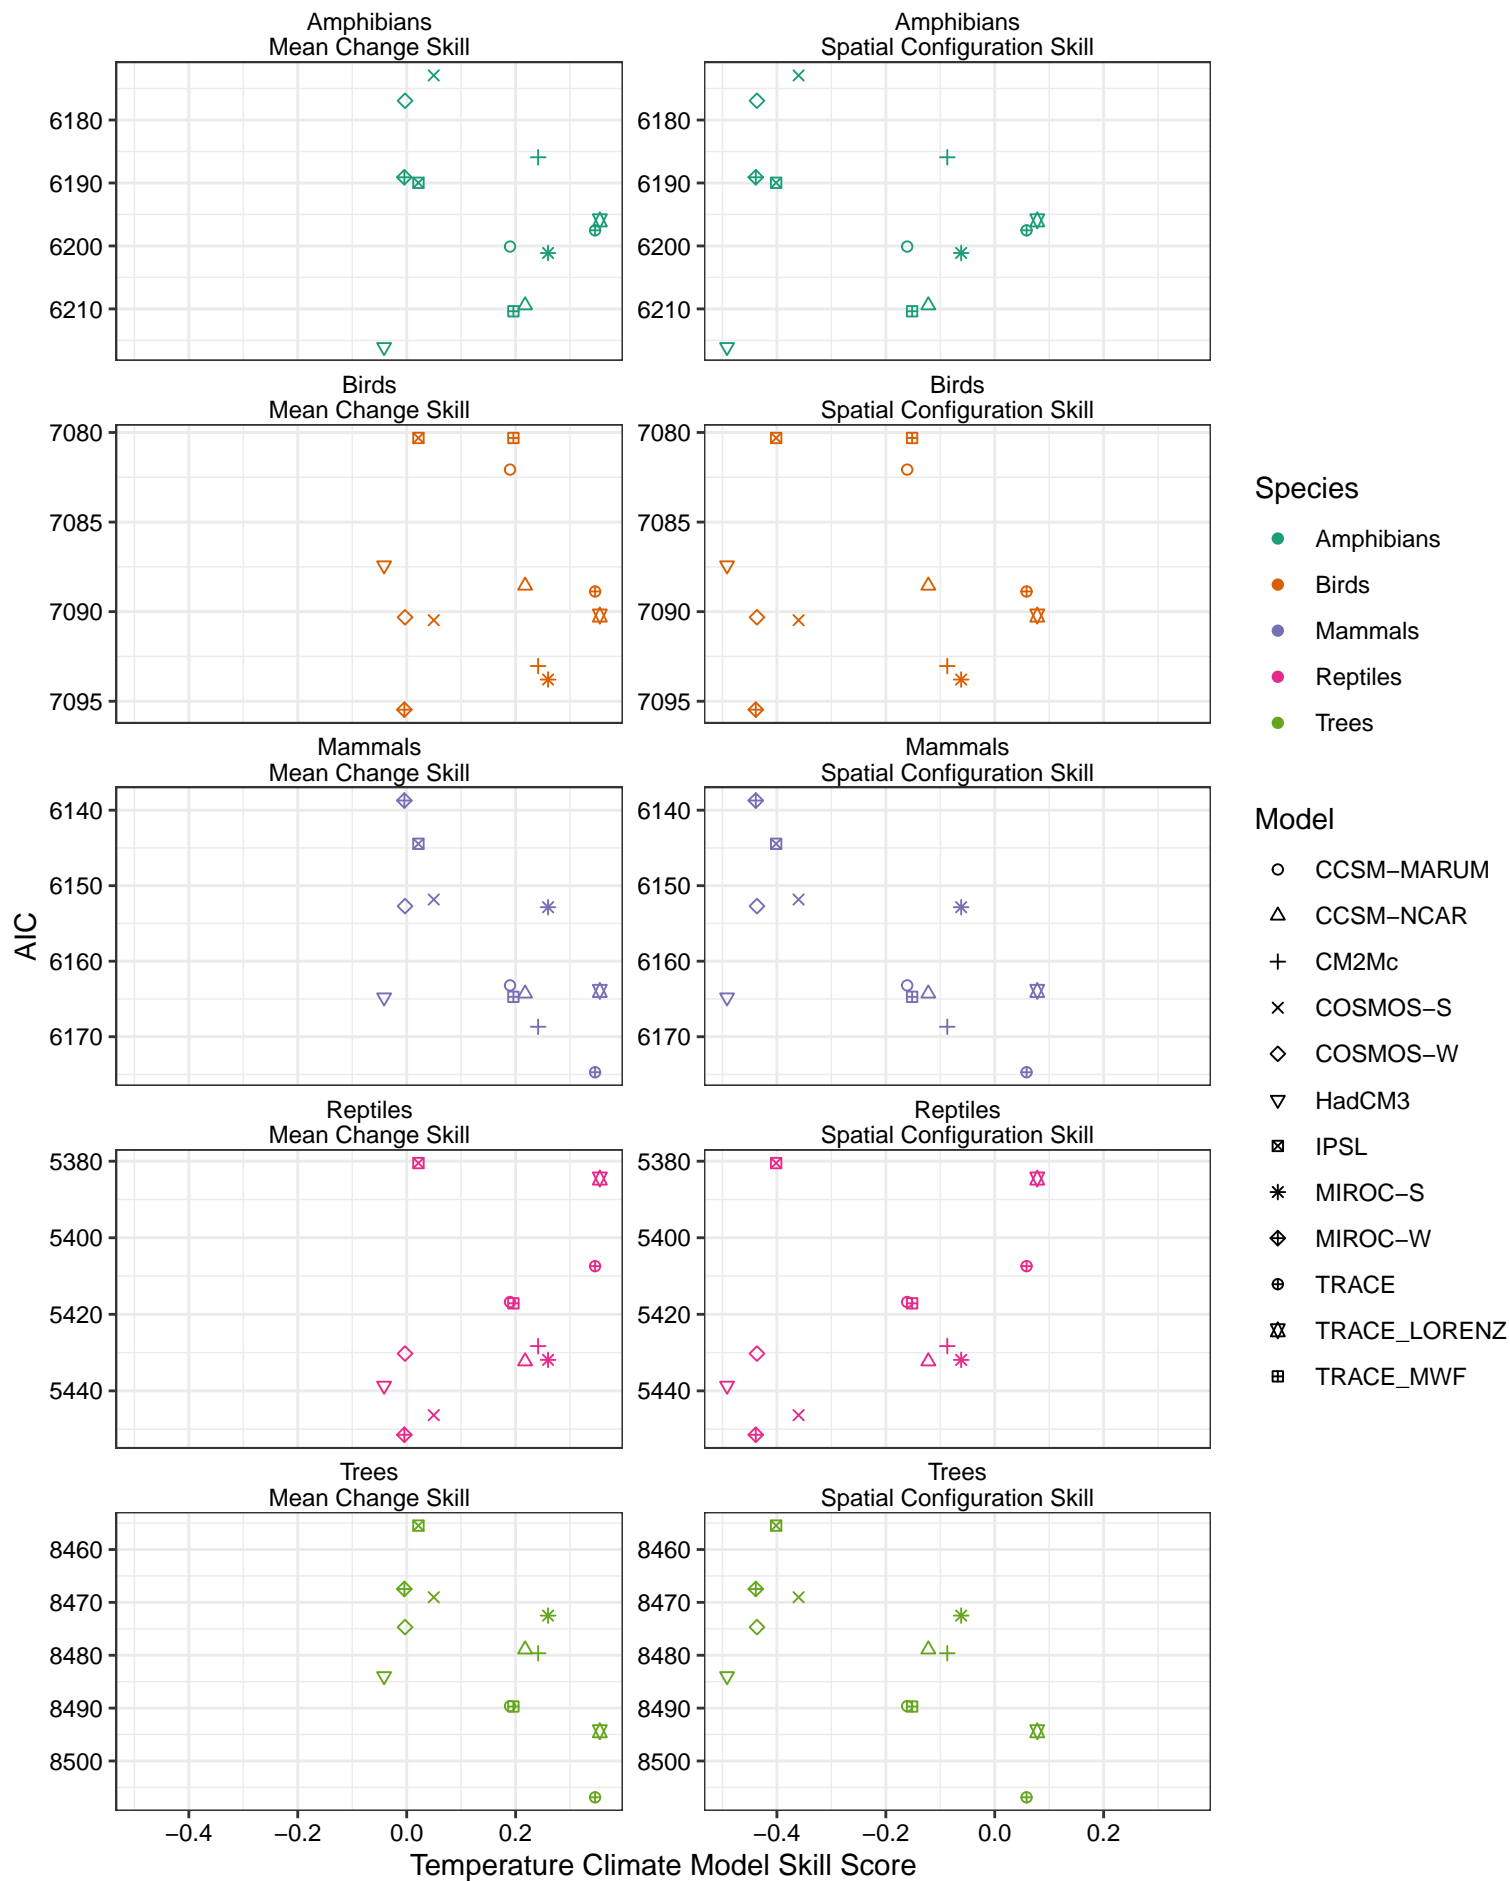 Amphibians
Mean Change Skill
Amphibians
Spatial Configuration Skill
6180
6190
6200
6210
6180
6190
6200
6210
Birds
Mean Change Skill
Birds
Spatial Configuration Skill
7080
7085
7090
7095
7080
7085
7090
7095
Mammals
Mean Change Skill
Mammals
Spatial Configuration Skill
6140
6150
6160
6170
6140
6150
6160
6170
Reptiles
Mean Change Skill
Reptiles
Spatial Configuration Skill
5380
5400
5420
5440
5380
5400
5420
5440
Trees
Mean Change Skill
Trees
Spatial Configuration Skill
8460
8470
8480
8490
8500
8460
8470
8480
8490
8500
−0.4 −0.2 0.0 0.2
−0.4 −0.2 0.0 0.2
Temperature Climate Model Skill Score
AIC
Species
Amphibians
Birds
Mammals
Reptiles
Trees
Model
CCSM−MARUM
CCSM−NCAR
CM2Mc
COSMOS−S
COSMOS−W
HadCM3
IPSL
MIROC−S
MIROC−W
TRACE
TRACE_LORENZ
TRACE_MWF